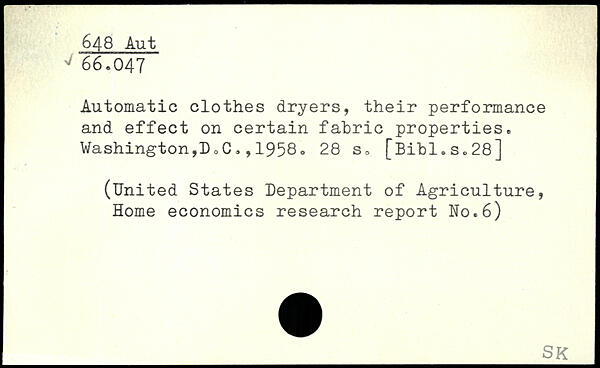 648 Aut
✓ 66.047
Automatic clothes dryers, their performance
and effect on certain fabric properties.
Washington,D.C.,1958. 28 s. [Bibl.s.28]
(United States Department of Agriculture,
Home economics research report No.6)
SK